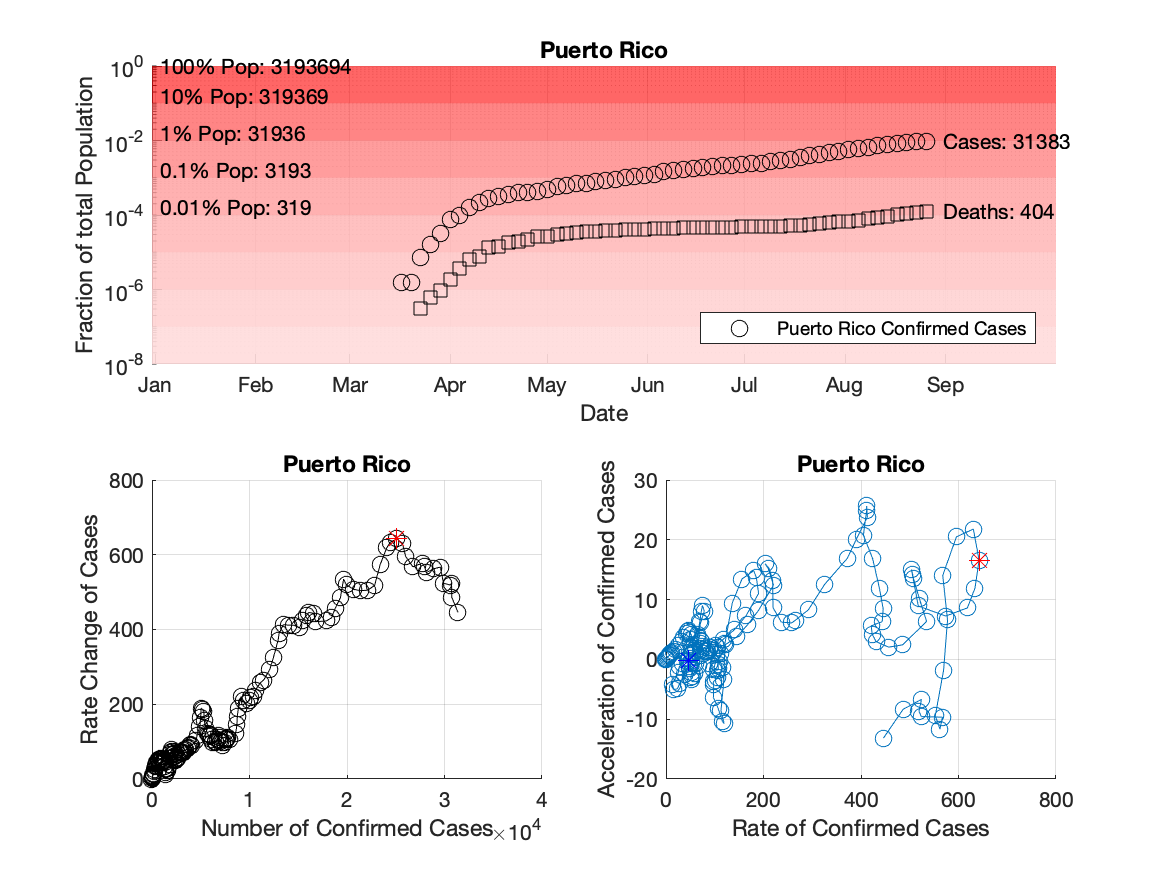 Puerto Rico
Fraction of total Population
10^0
10^-2
10^-4
10^-6
10^-8
100% Pop: 3193694
10% Pop: 319369
1% Pop: 31936
0.1% Pop: 3193
0.01% Pop: 319
Cases: 31383
Deaths: 404
Puerto Rico Confirmed Cases
Jan Feb Mar Apr May Jun Jul Aug Sep
Date
Puerto Rico
Rate Change of Cases
800
600
400
200
0
0 1 2 3 4
Number of Confirmed Cases ×10^4
Puerto Rico
Acceleration of Confirmed Cases
30
20
10
0
-10
-20
0 200 400 600 800
Rate of Confirmed Cases